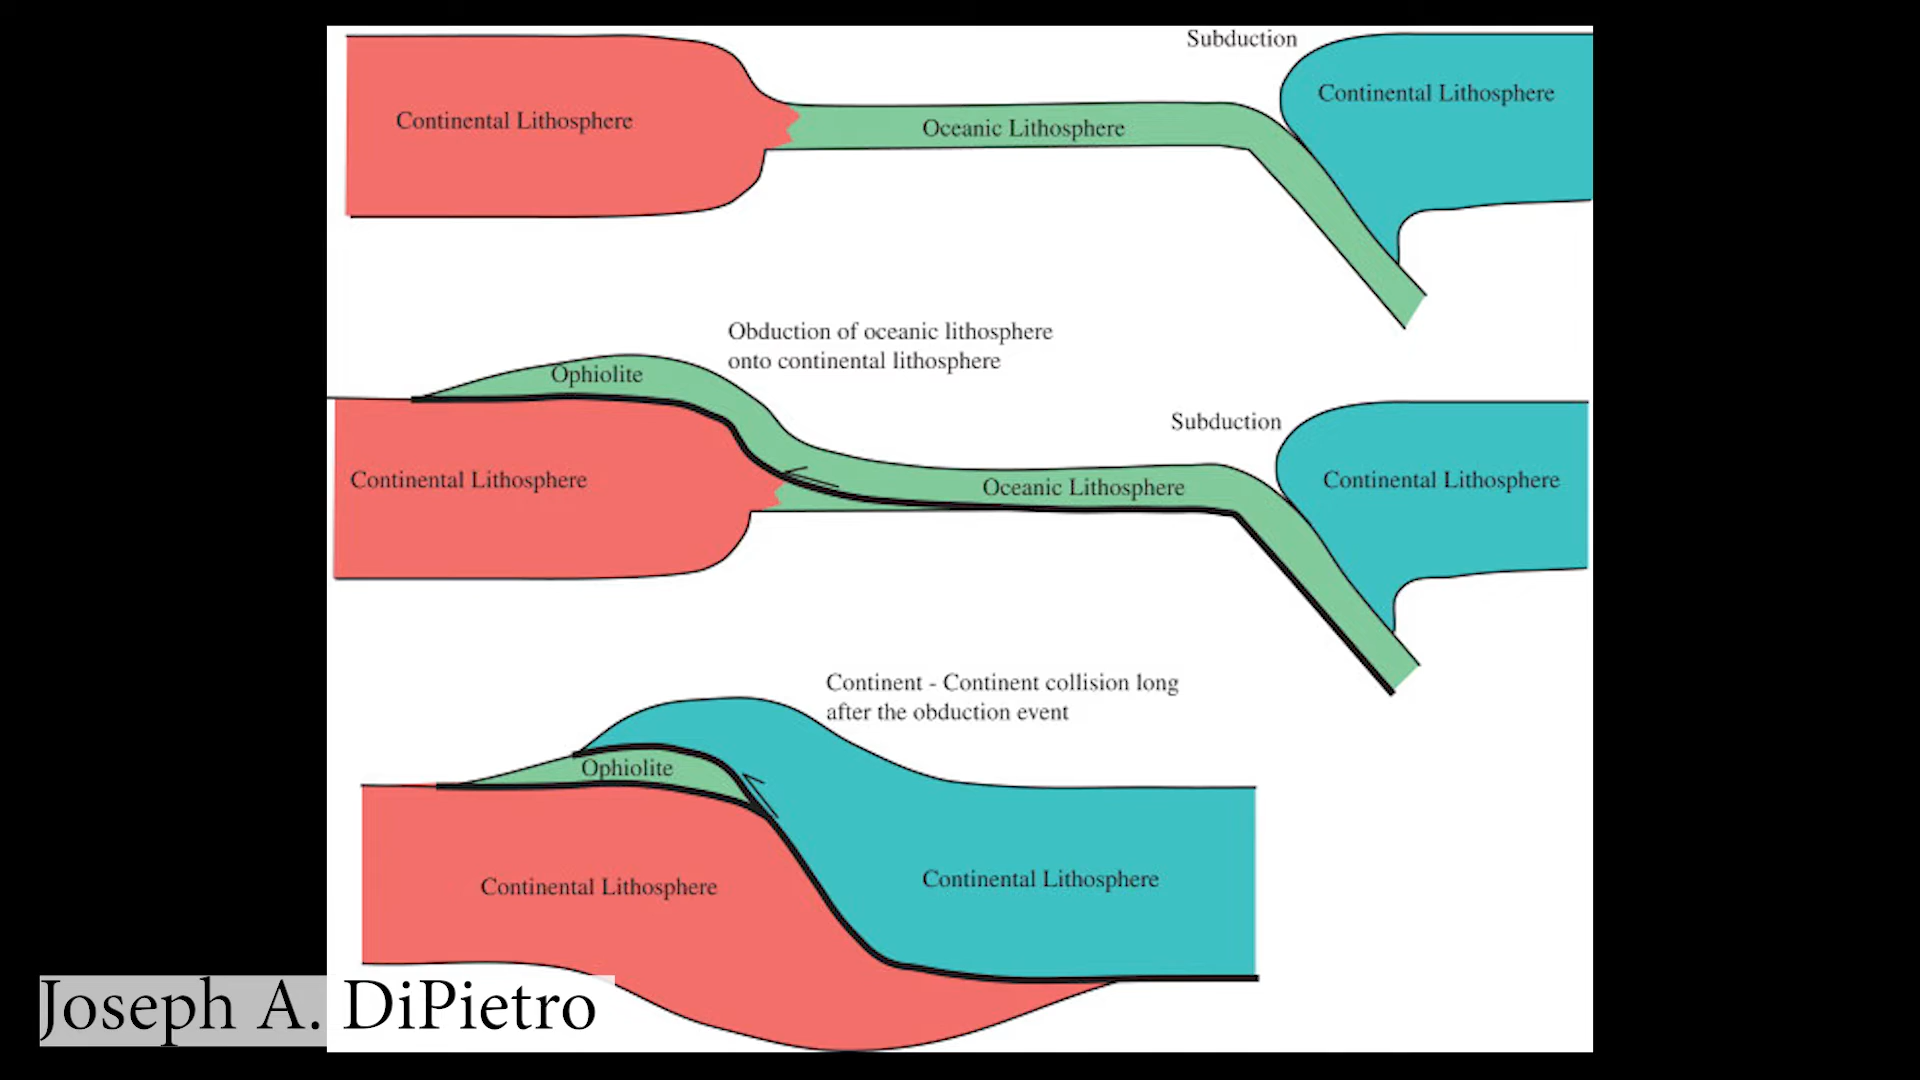 Subduction
Continental Lithosphere
Continental Lithosphere
Oceanic Lithosphere
Obduction of oceanic lithosphere
onto continental lithosphere
Ophiolite
Subduction
Continental Lithosphere
Continental Lithosphere
Oceanic Lithosphere
Continent - Continent collision long
after the obduction event
Ophiolite
Continental Lithosphere
Continental Lithosphere
Joseph A. DiPietro